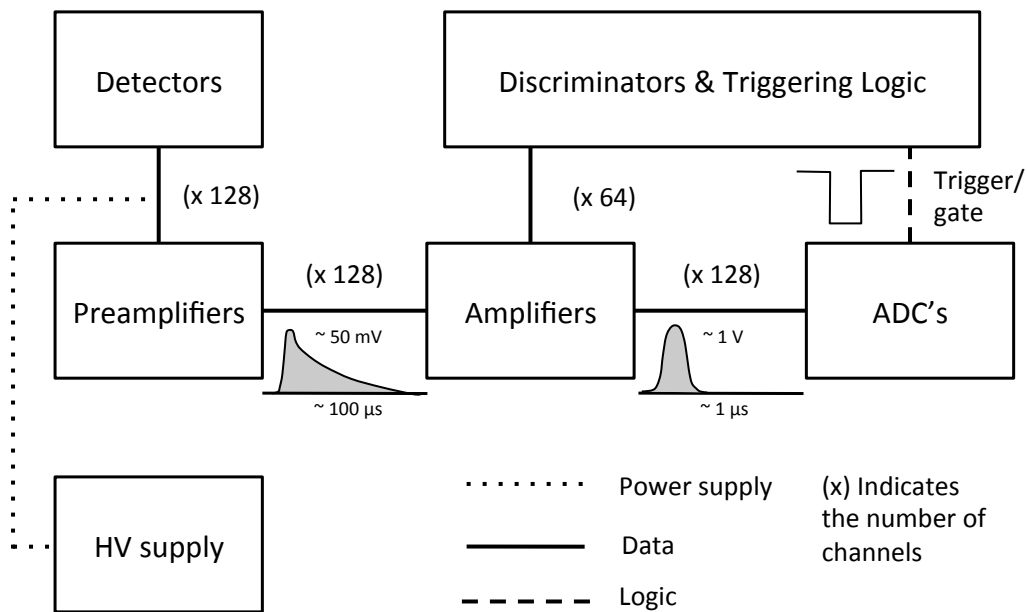 Detectors
Discriminators & Triggering Logic
(x 128)
(x 64)
Trigger/
gate
Preamplifiers
(x 128)
Amplifiers
(x 128)
ADC's
~ 50 mV
~ 1 V
~ 100 μs
~ 1 μs
HV supply
Power supply
Data
Logic
(x) Indicates
the number of
channels